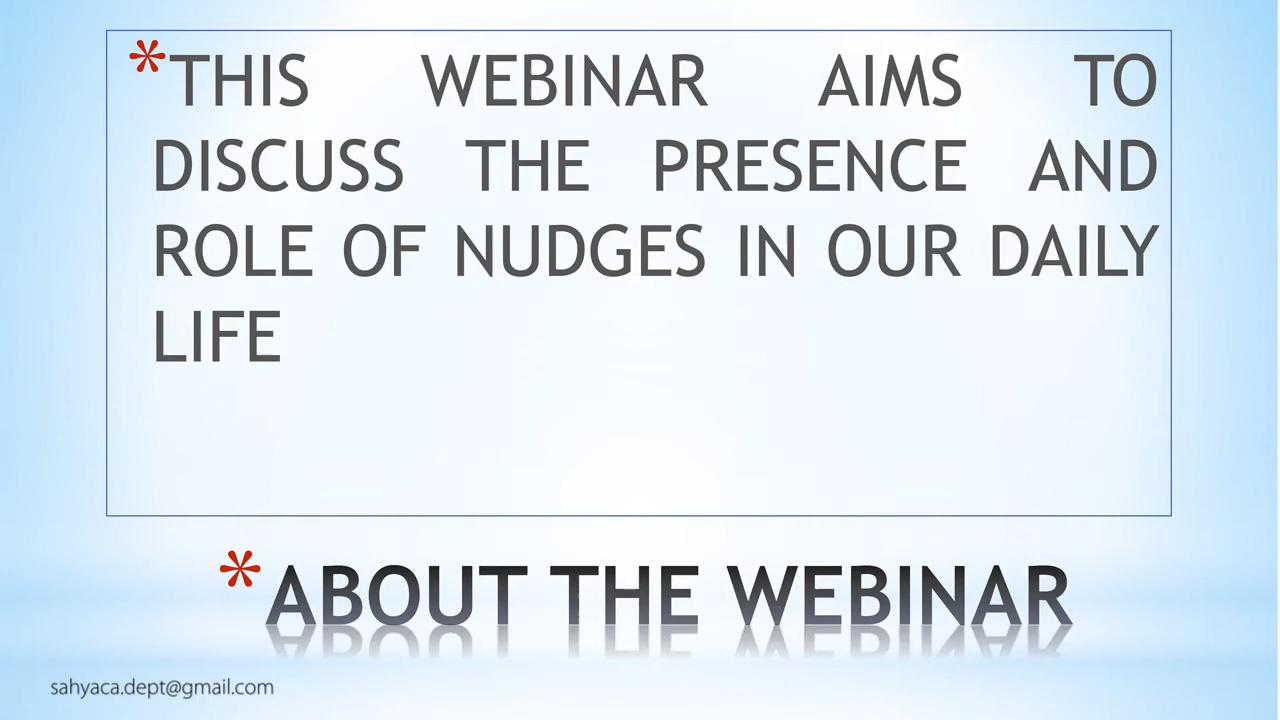 *THIS WEBINAR AIMS TO
DISCUSS THE PRESENCE AND
ROLE OF NUDGES IN OUR DAILY
LIFE
*ABOUT THE WEBINAR
sahyaca.dept@gmail.com